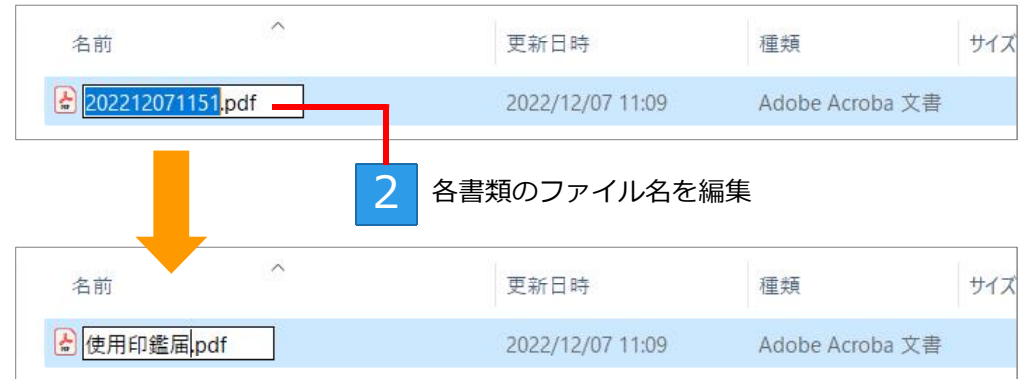 名前 更新日時 種類 サイズ
202212071151.pdf 2022/12/07 11:09 Adobe Acroba 文書
2 各書類のファイル名を編集
名前 更新日時 種類 サイズ
使用印鑑届.pdf 2022/12/07 11:09 Adobe Acroba 文書